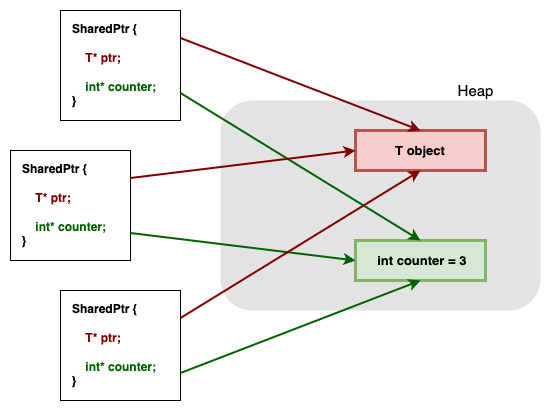 SharedPtr {
T* ptr;
int* counter;
}
Heap
T object
SharedPtr {
T* ptr;
int* counter;
}
int counter = 3
SharedPtr {
T* ptr;
int* counter;
}